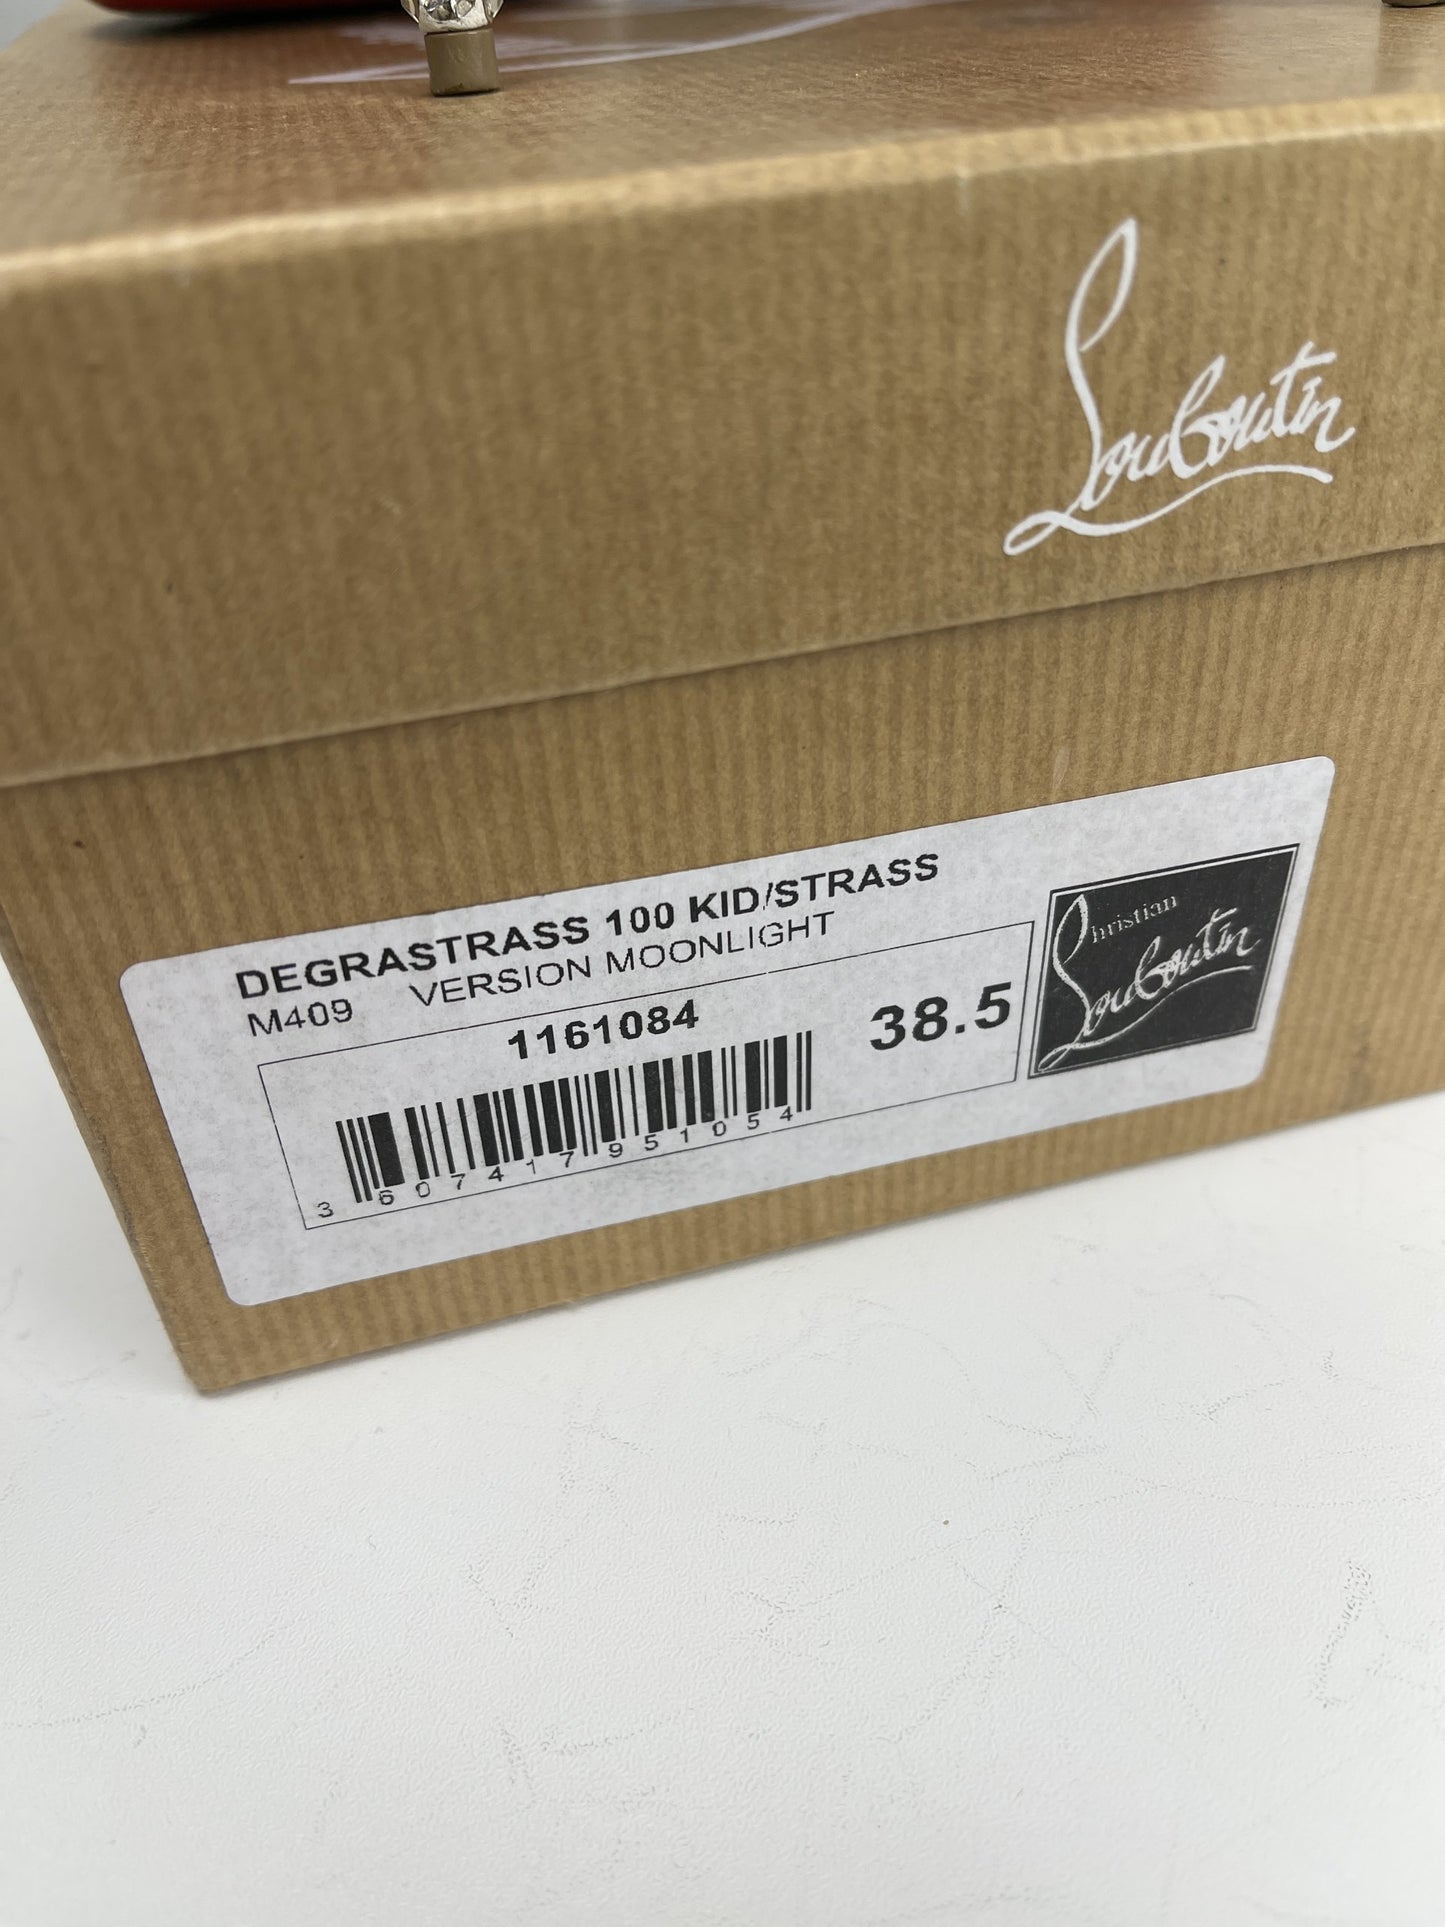 Louboutin
DEGRASTRASS 100 KID/STRASS
M409 VERSION MOONLIGHT
1161084
38.5
3 607417 951054
Christian
Louboutin